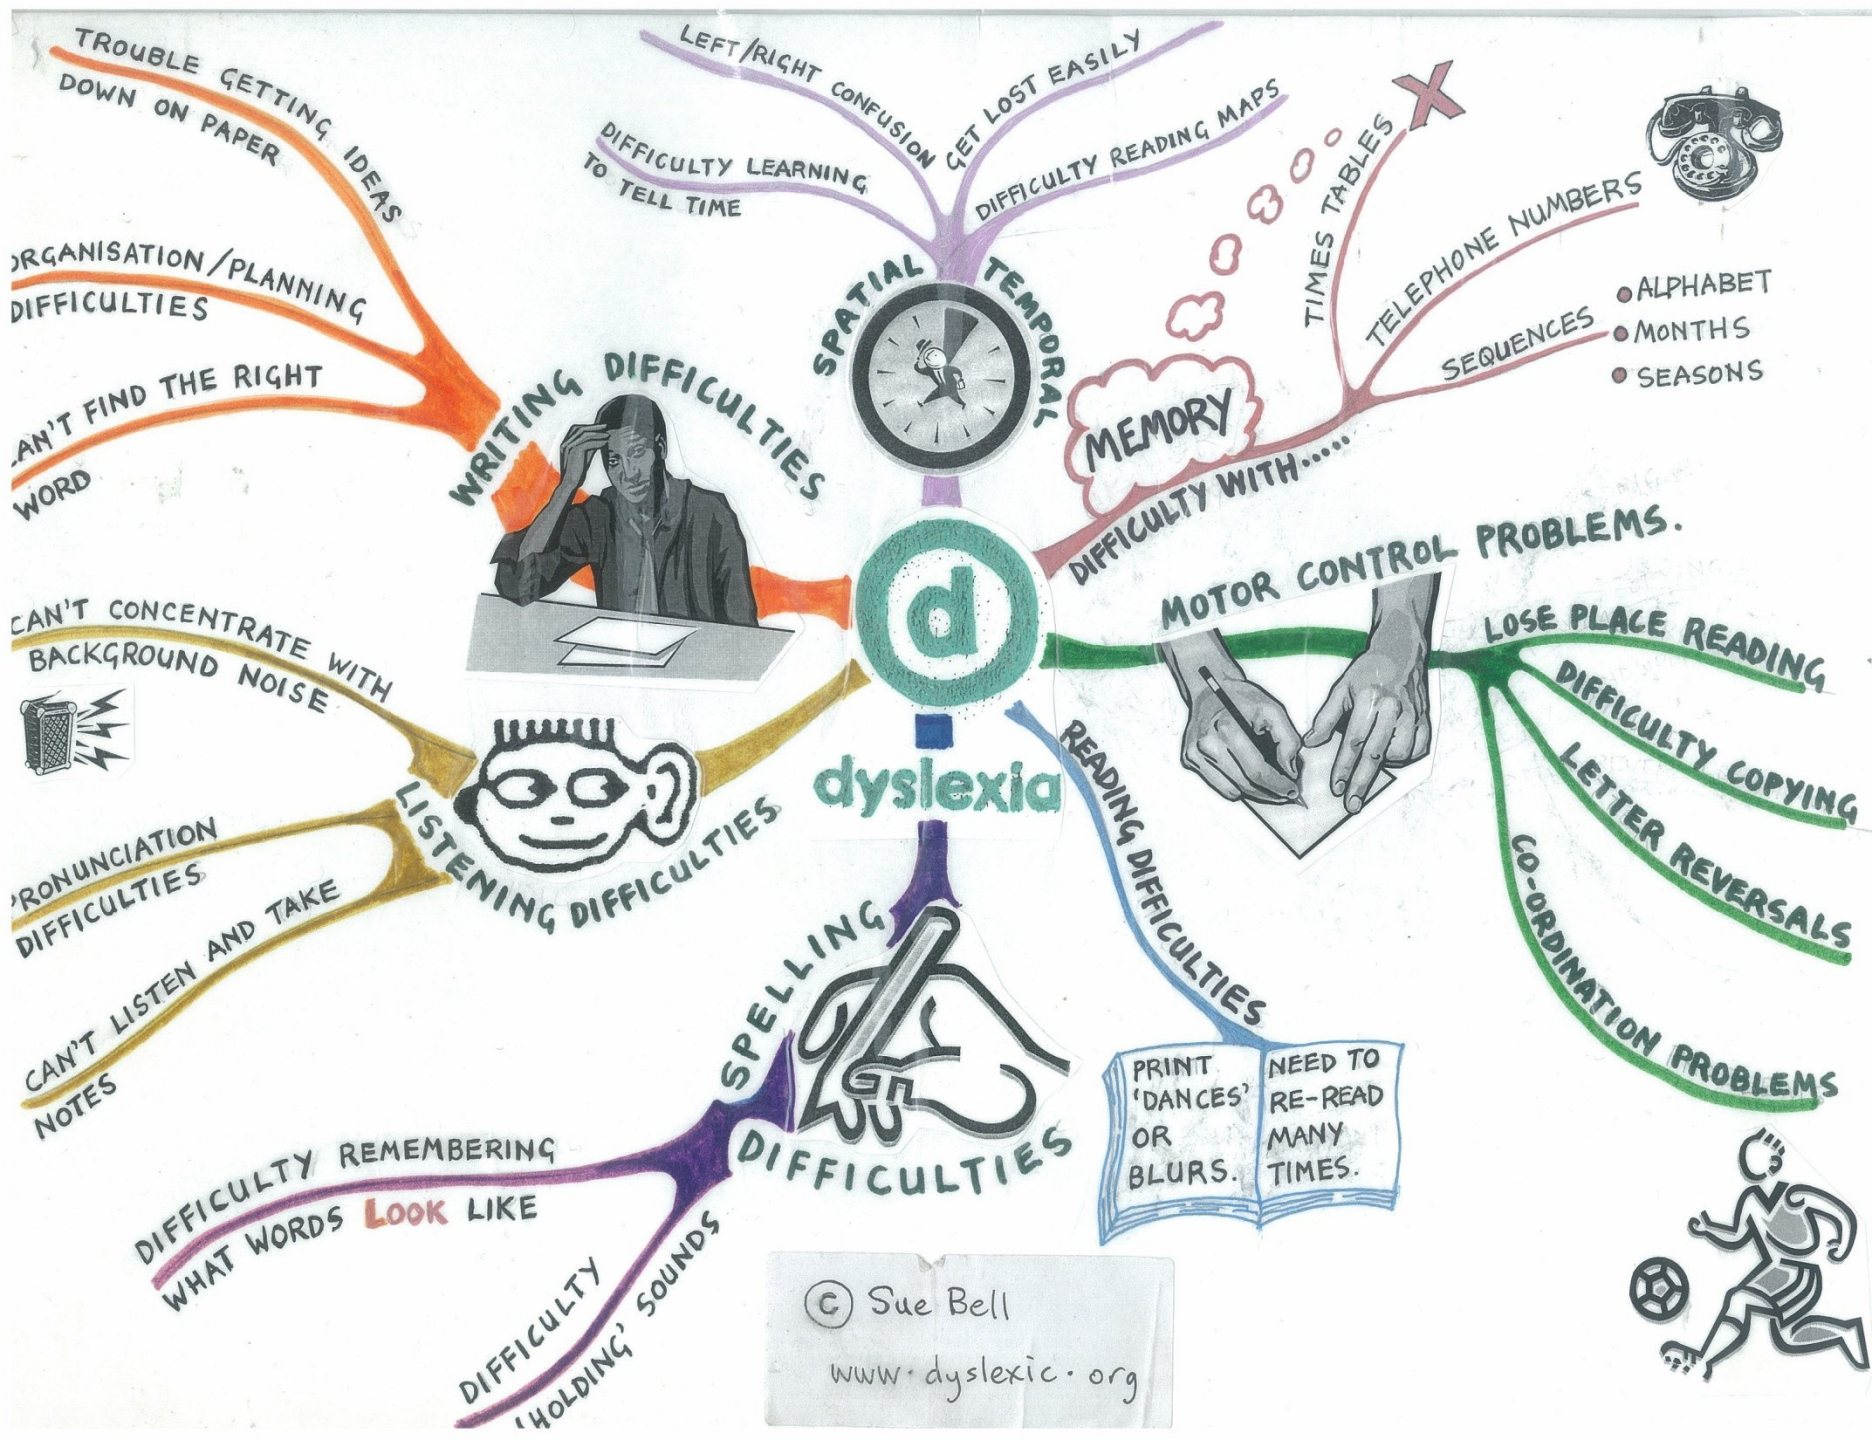 d
dyslexia
SPATIAL TEMPORAL
LEFT/RIGHT CONFUSION
DIFFICULTY LEARNING
TO TELL TIME
GET LOST EASILY
DIFFICULTY READING MAPS
MEMORY
DIFFICULTY WITH.....
TIMES TABLES X
TELEPHONE NUMBERS
SEQUENCES
• ALPHABET
• MONTHS
• SEASONS
MOTOR CONTROL PROBLEMS.
LOSE PLACE READING
DIFFICULTY COPYING
LETTER REVERSALS
CO-ORDINATION PROBLEMS
READING DIFFICULTIES
PRINT
'DANCES'
OR
BLURS.
NEED TO
RE-READ
MANY
TIMES.
SPELLING
DIFFICULTIES
DIFFICULTY REMEMBERING
WHAT WORDS LOOK LIKE
DIFFICULTY
'HOLDING' SOUNDS
LISTENING DIFFICULTIES
CAN'T CONCENTRATE WITH
BACKGROUND NOISE
PRONUNCIATION
DIFFICULTIES
CAN'T LISTEN AND TAKE
NOTES
WRITING DIFFICULTIES
TROUBLE GETTING IDEAS
DOWN ON PAPER
ORGANISATION/PLANNING
DIFFICULTIES
CAN'T FIND THE RIGHT
WORD
© Sue Bell
www.dyslexic.org